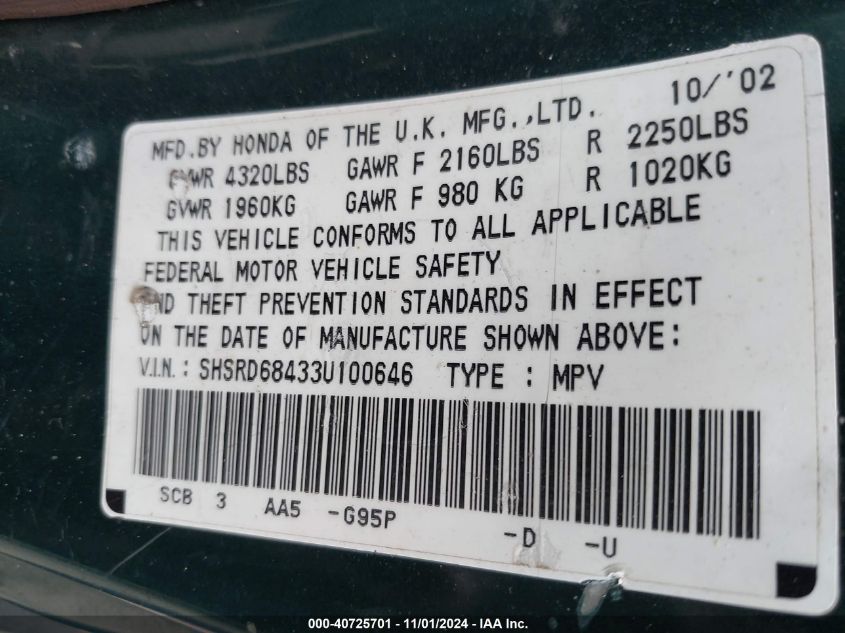 10/'02
MFD.BY HONDA OF THE U.K. MFG.,LTD.
GVWR 4320LBS GAWR F 2160LBS R 2250LBS
GVWR 1960KG GAWR F 980 KG R 1020KG
THIS VEHICLE CONFORMS TO ALL APPLICABLE
FEDERAL MOTOR VEHICLE SAFETY
AND THEFT PREVENTION STANDARDS IN EFFECT
ON THE DATE OF MANUFACTURE SHOWN ABOVE:
V.I.N.: SHSRD68433U100646 TYPE : MPV
SCB 3 AA5 -G95P -D -U
000-40725701 - 11/01/2024 - IAA Inc.